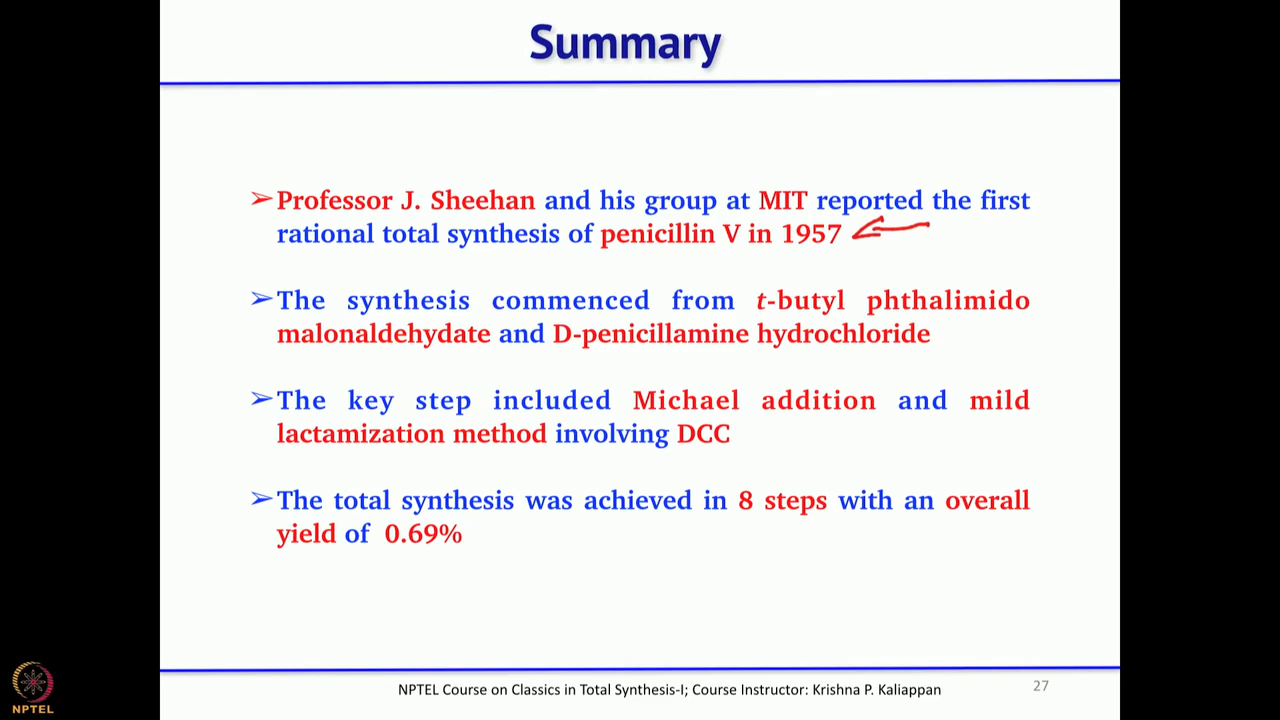 Summary
➢Professor J. Sheehan and his group at MIT reported the first
rational total synthesis of penicillin V in 1957
➢The synthesis commenced from t-butyl phthalimido
malonaldehydate and D-penicillamine hydrochloride
➢The key step included Michael addition and mild
lactamization method involving DCC
➢The total synthesis was achieved in 8 steps with an overall
yield of 0.69%
NPTEL Course on Classics in Total Synthesis-I; Course Instructor: Krishna P. Kaliappan
27
NPTEL